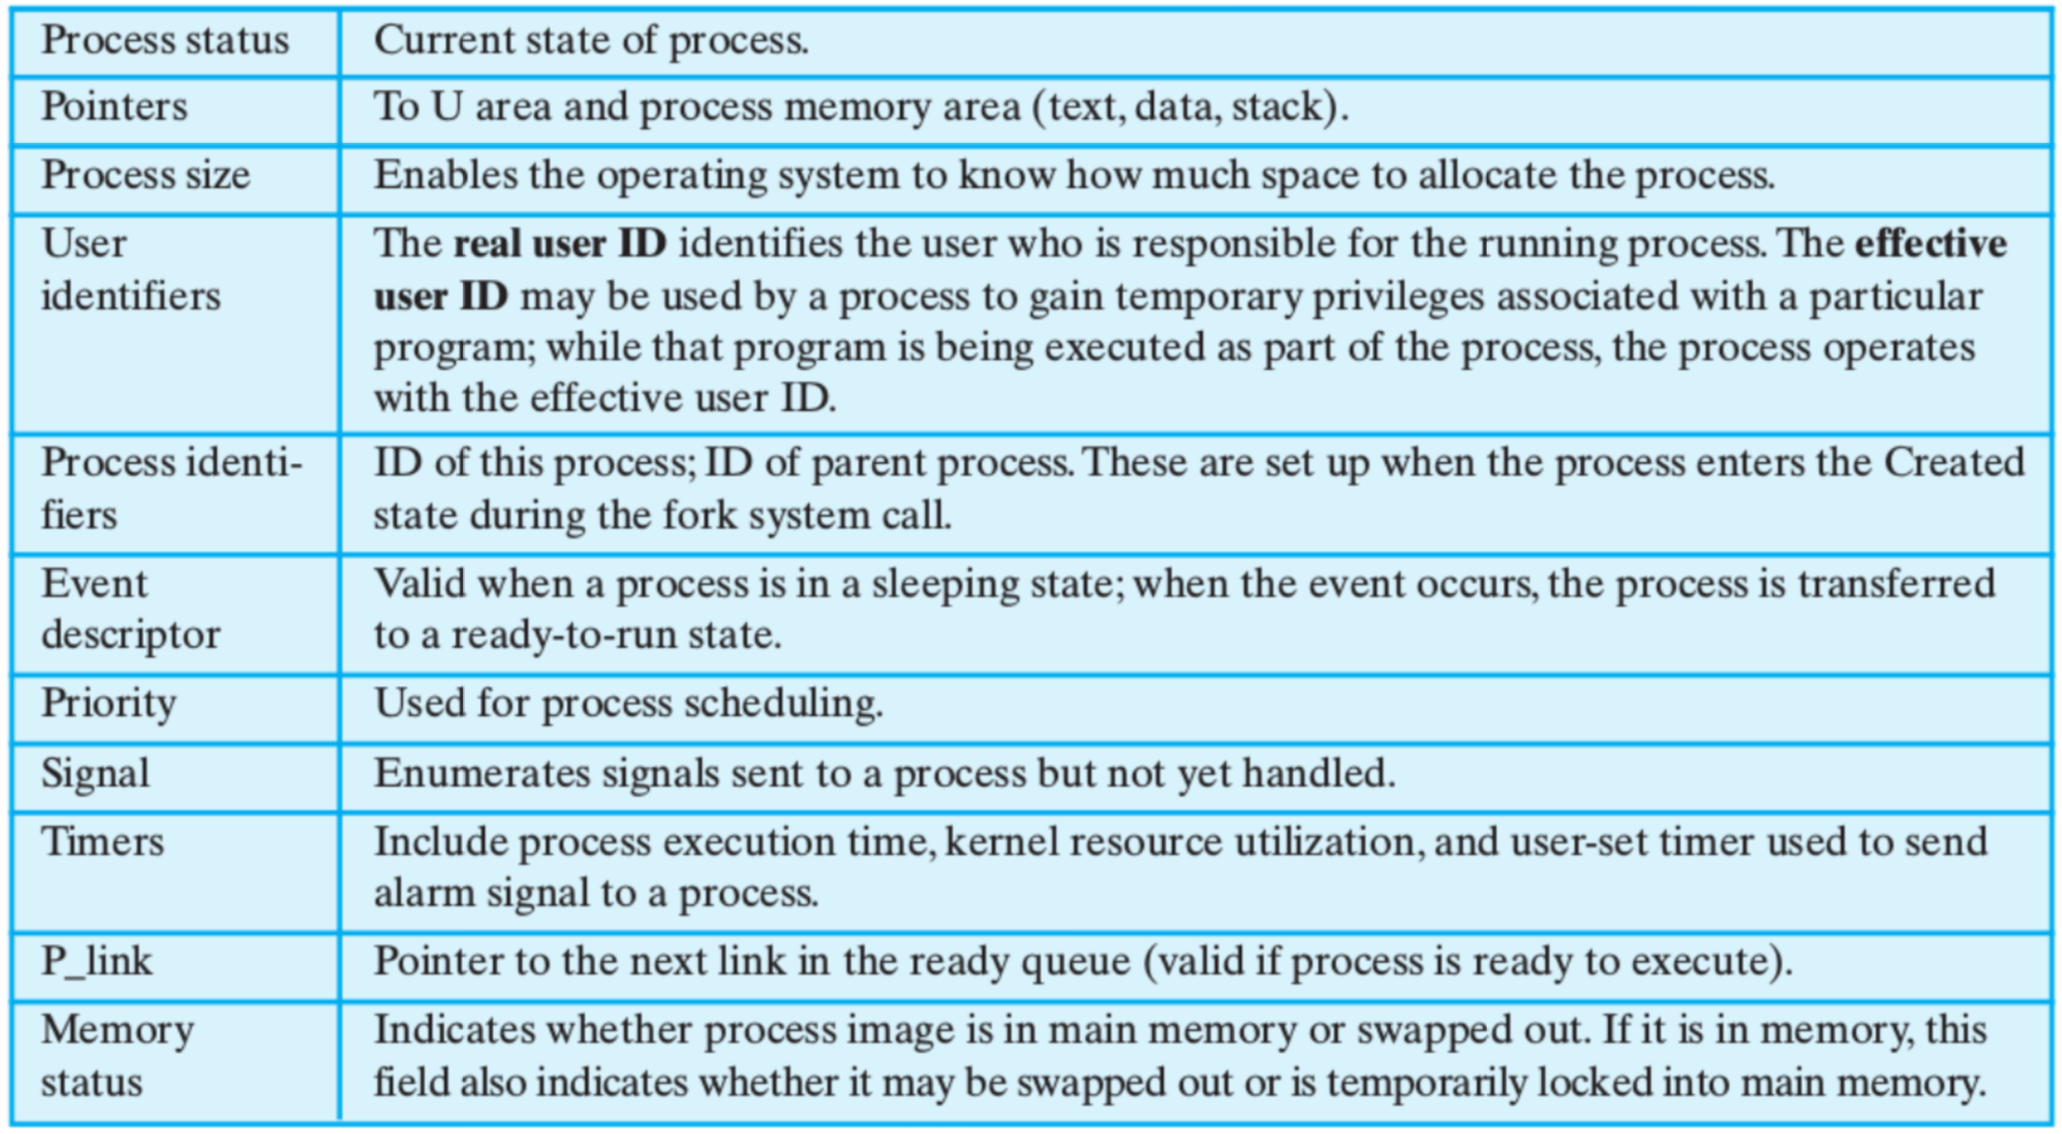 Process status
Current state of process.
Pointers
To U area and process memory area (text, data, stack).
Process size
Enables the operating system to know how much space to allocate the process.
User
identifiers
The real user ID identifies the user who is responsible for the running process. The effective
user ID may be used by a process to gain temporary privileges associated with a particular
program; while that program is being executed as part of the process, the process operates
with the effective user ID.
Process identi-
fiers
ID of this process; ID of parent process. These are set up when the process enters the Created
state during the fork system call.
Event
descriptor
Valid when a process is in a sleeping state; when the event occurs, the process is transferred
to a ready-to-run state.
Priority
Used for process scheduling.
Signal
Enumerates signals sent to a process but not yet handled.
Timers
Include process execution time, kernel resource utilization, and user-set timer used to send
alarm signal to a process.
P_link
Pointer to the next link in the ready queue (valid if process is ready to execute).
Memory
status
Indicates whether process image is in main memory or swapped out. If it is in memory, this
field also indicates whether it may be swapped out or is temporarily locked into main memory.